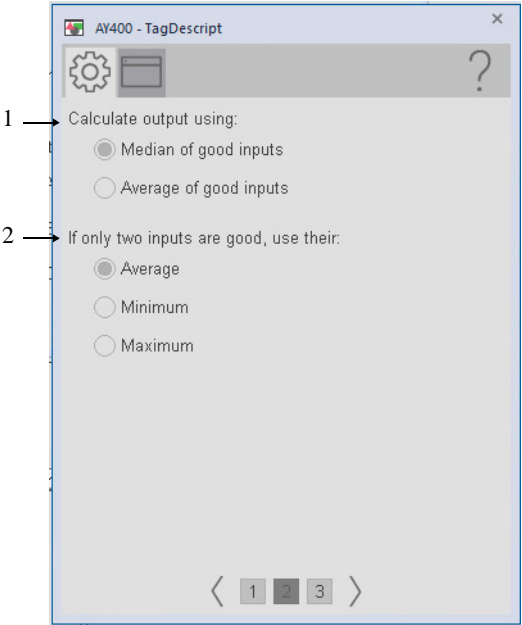 AY400 - TagDescript
×
?
1
Calculate output using:
Median of good inputs
Average of good inputs
2
If only two inputs are good, use their:
Average
Minimum
Maximum
1 2 3